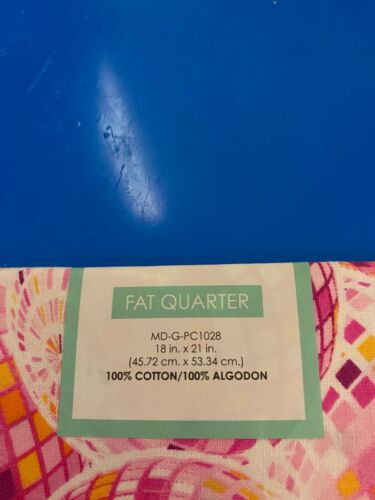 FAT QUARTER
MD-G-PC1028
18 in. x 21 in.
(45.72 cm. x 53.34 cm.)
100% COTTON/100% ALGODON